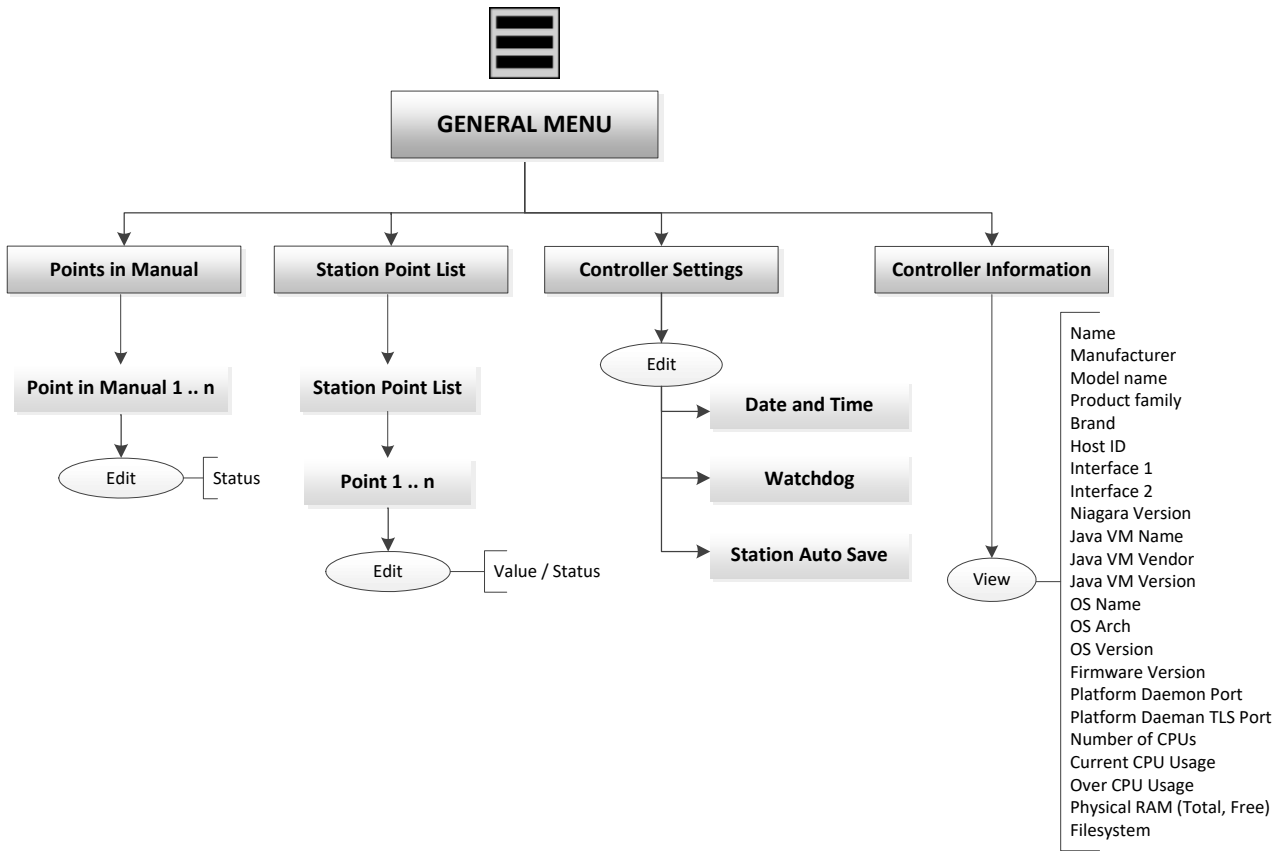 GENERAL MENU
Points in Manual
Station Point List
Controller Settings
Controller Information
Point in Manual 1 .. n
Edit
Status
Station Point List
Point 1 .. n
Edit
Value / Status
Edit
Date and Time
Watchdog
Station Auto Save
View
Name
Manufacturer
Model name
Product family
Brand
Host ID
Interface 1
Interface 2
Niagara Version
Java VM Name
Java VM Vendor
Java VM Version
OS Name
OS Arch
OS Version
Firmware Version
Platform Daemon Port
Platform Daeman TLS Port
Number of CPUs
Current CPU Usage
Over CPU Usage
Physical RAM (Total, Free)
Filesystem